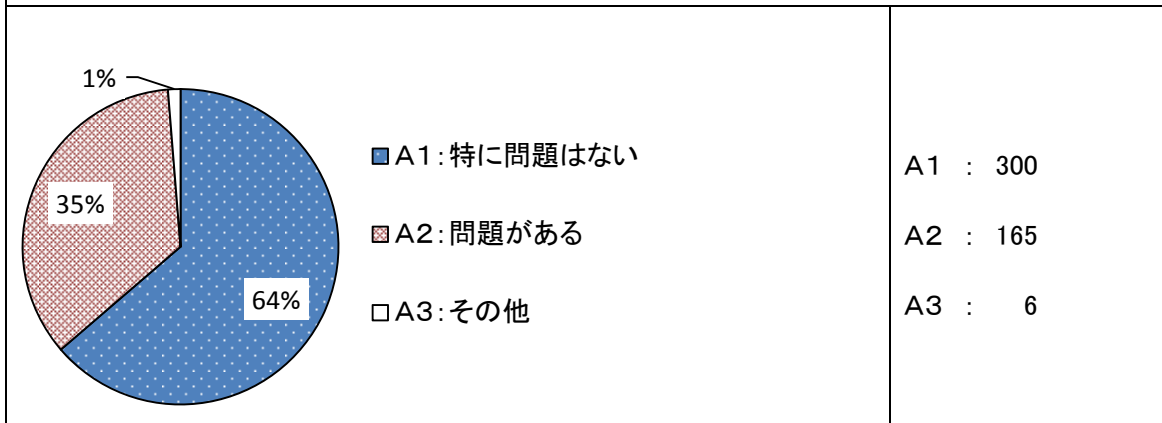 1%
35%
64%
A1：特に問題はない
A2：問題がある
A3：その他
A1 ： 300
A2 ： 165
A3 ： 6